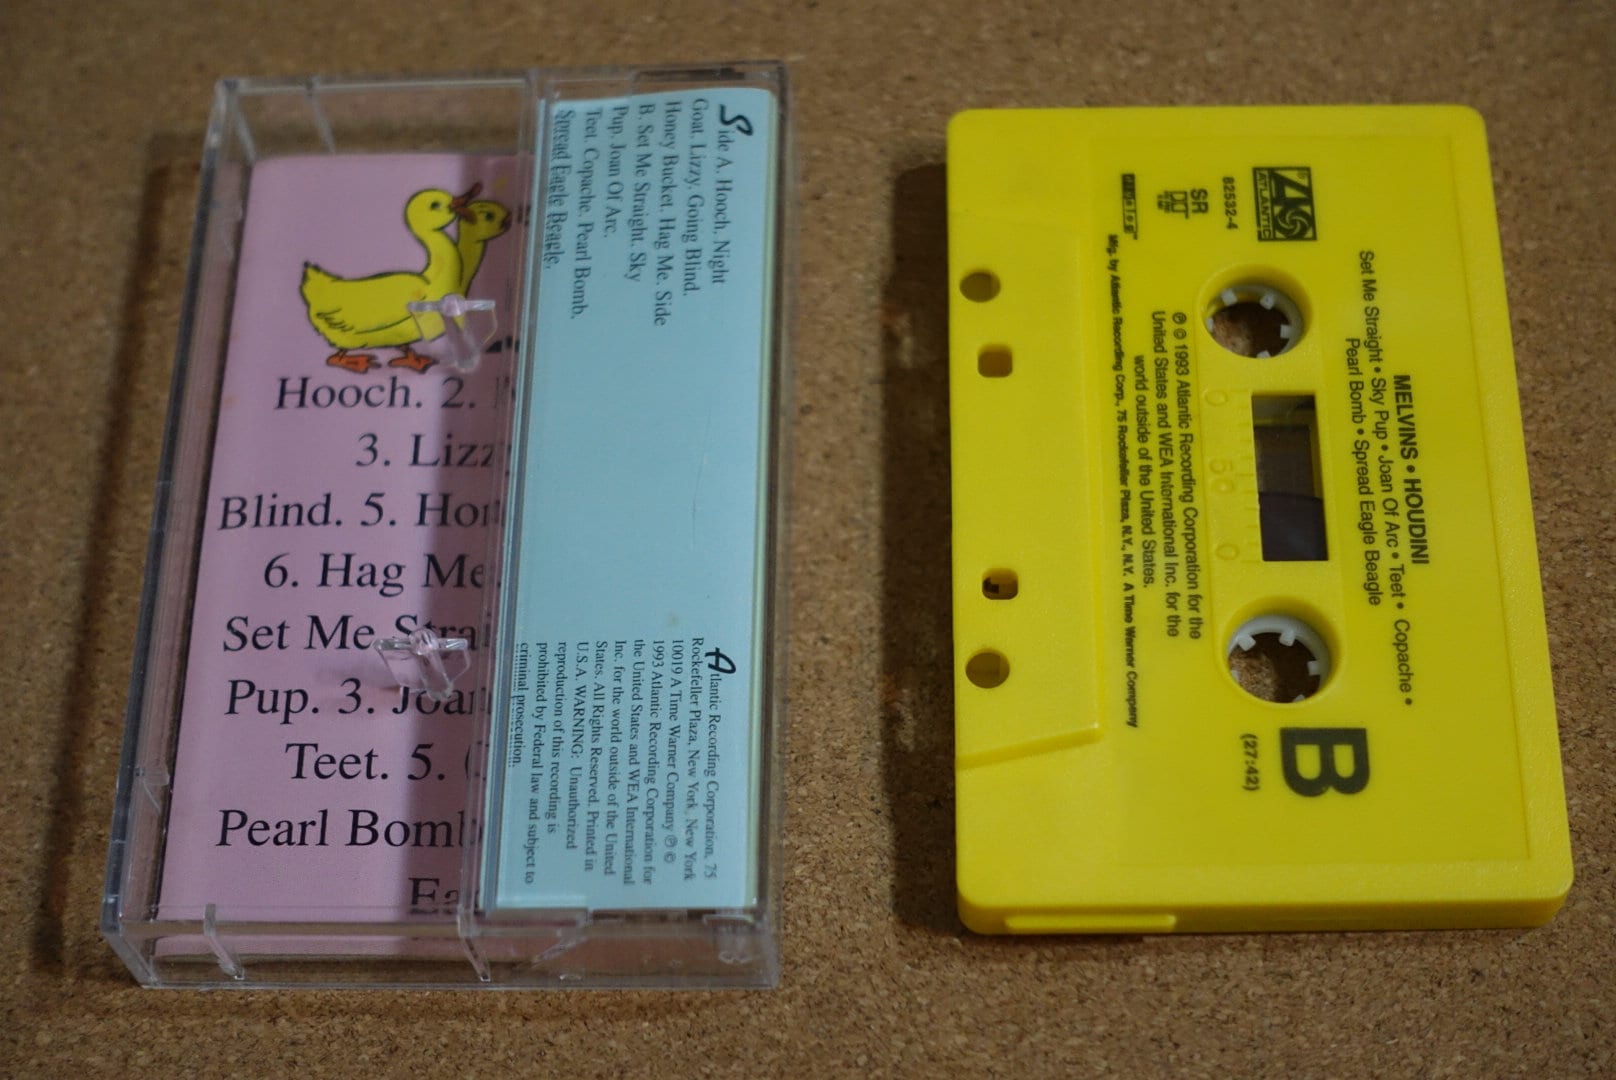 Hooch. 2.
3. Lizz
Blind. 5. Hon
6. Hag Me.
Set Me Strai
Pup. 3. Joan
Teet. 5.
Pearl Bomb
Ea
Side A. Hooch. Night
Goat. Lizzy. Going Blind.
Honey Bucket. Hag Me. Side
B. Set Me Straight. Sky
Pup. Joan Of Arc.
Teet. Copache. Pearl Bomb.
Spread Eagle Beagle.
Atlantic Recording Corporation, 75
Rockefeller Plaza, New York, New York
10019 A Time Warner Company ℗ ©
1993 Atlantic Recording Corporation for
the United States and WEA International
Inc. for the world outside of the United
States. All Rights Reserved. Printed in
U.S.A. WARNING: Unauthorized
reproduction of this recording is
prohibited by Federal law and subject to
criminal prosecution.
MELVINS • HOUDINI
Set Me Straight • Sky Pup • Joan Of Arc • Teet • Copache •
Pearl Bomb • Spread Eagle Beagle
ATLANTIC
82532-4
SR
B
(27:42)
0 50 0
℗ © 1993 Atlantic Recording Corporation for the
United States and WEA International Inc. for the
world outside of the United States.
Mfg. by Atlantic Recording Corp., 75 Rockefeller Plaza, N.Y., N.Y. A Time Warner Company